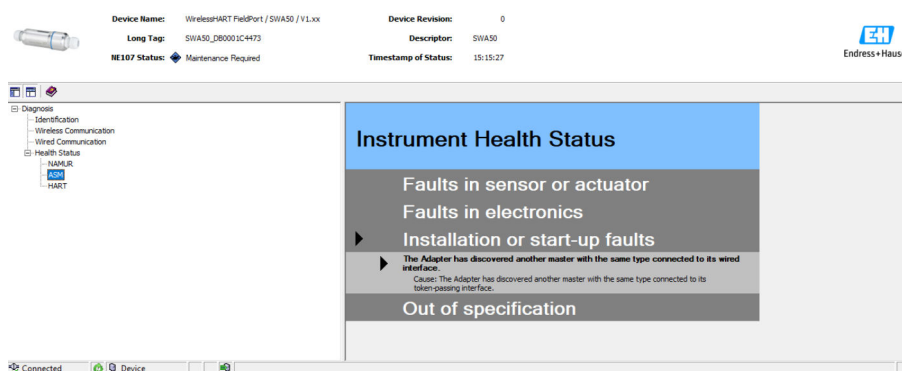 Device Name: WirelessHART FieldPort / SWA50 / V1.xx Device Revision: 0
Long Tag: SWA50_DB0001C4473 Descriptor: SWA50
NE107 Status: Maintenance Required Timestamp of Status: 15:15:27
EH
Endress+Hause
Diagnosis
Identification
Wireless Communication
Wired Communication
Health Status
NAMUR
ASM
HART
Instrument Health Status
Faults in sensor or actuator
Faults in electronics
Installation or start-up faults
The Adapter has discovered another master with the same type connected to its wired
interface.
Cause: The Adapter has discovered another master with the same type connected to its
token-passing interface.
Out of specification
Connected Device